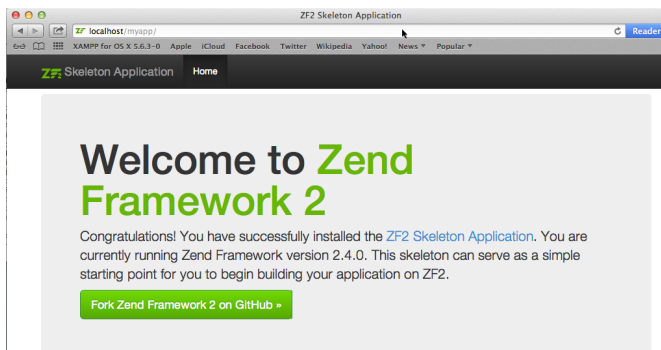 ZF2 Skeleton Application
localhost/myapp/
Reader
XAMPP for OS X 5.6.3-0 Apple iCloud Facebook Twitter Wikipedia Yahoo! News Popular
Skeleton Application Home
Welcome to Zend
Framework 2
Congratulations! You have successfully installed the ZF2 Skeleton Application. You are
currently running Zend Framework version 2.4.0. This skeleton can serve as a simple
starting point for you to begin building your application on ZF2.
Fork Zend Framework 2 on GitHub »